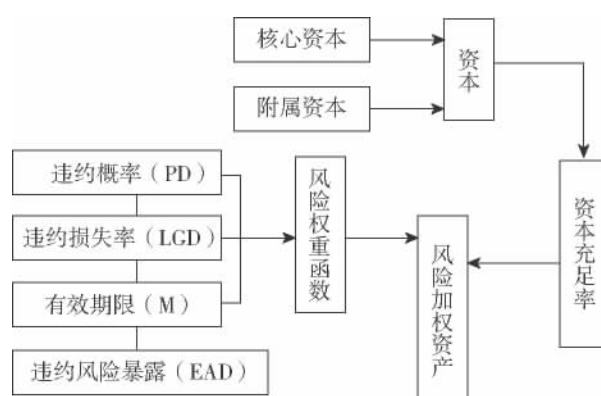 核心资本
附属资本
资本
违约概率（PD）
违约损失率（LGD）
有效期限（M）
违约风险暴露（EAD）
风险权重函数
风险加权资产
资本充足率